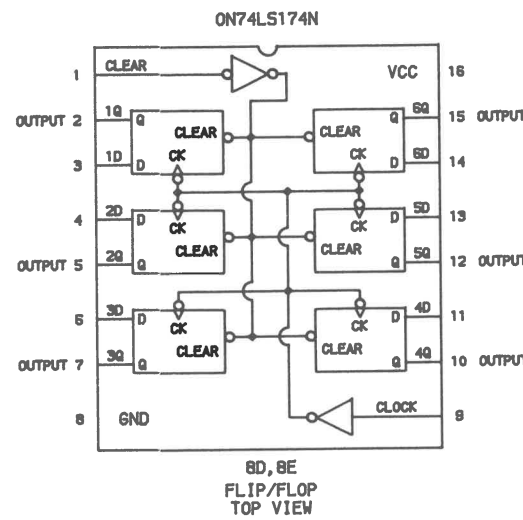 ON74LS174N
1 CLEAR VCC 16
OUTPUT 2 1Q Q CLEAR CLEAR Q 6Q 15 OUTPUT
3 1D D CK CK D 6D 14
4 2D D CK CK D 5D 13
OUTPUT 5 2Q Q CLEAR CLEAR Q 5Q 12 OUTPUT
6 3D D CK CK D 4D 11
OUTPUT 7 3Q Q CLEAR CLEAR Q 4Q 10 OUTPUT
8 GND CLOCK 9
8D,8E
FLIP/FLOP
TOP VIEW